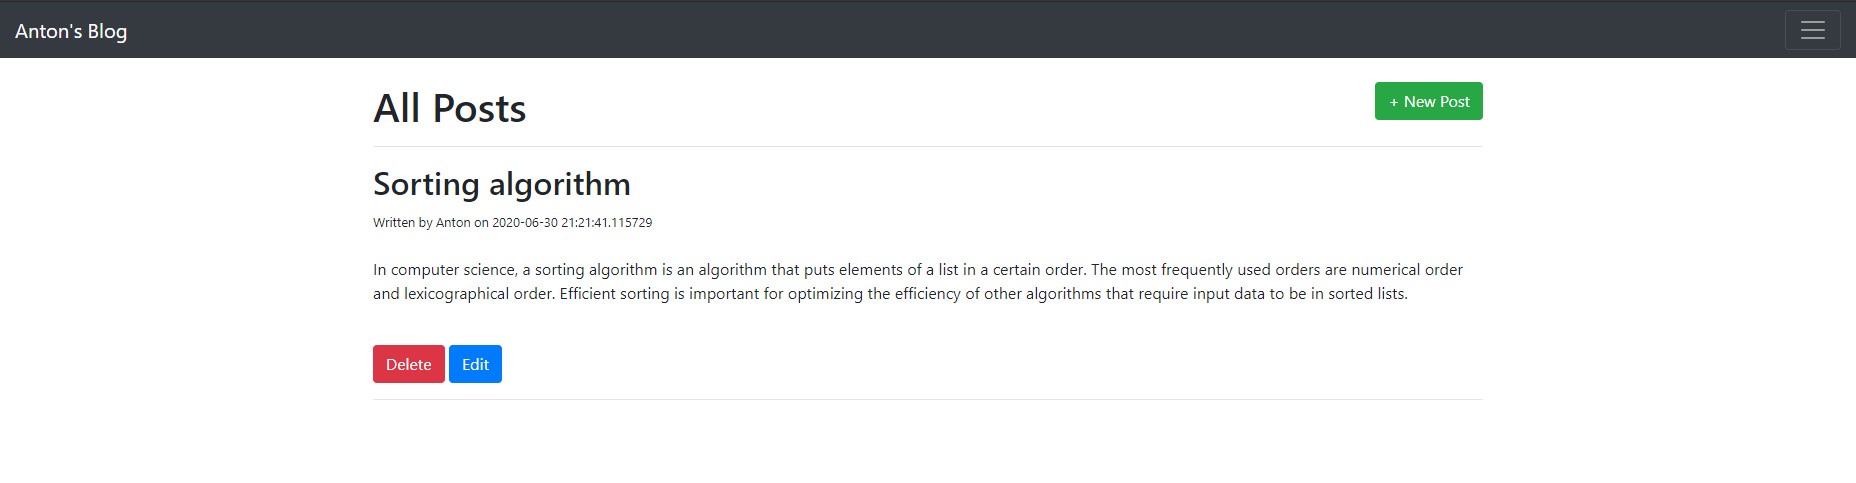 Anton's Blog
All Posts
+ New Post
Sorting algorithm
Written by Anton on 2020-06-30 21:21:41.115729
In computer science, a sorting algorithm is an algorithm that puts elements of a list in a certain order. The most frequently used orders are numerical order
and lexicographical order. Efficient sorting is important for optimizing the efficiency of other algorithms that require input data to be in sorted lists.
Delete Edit